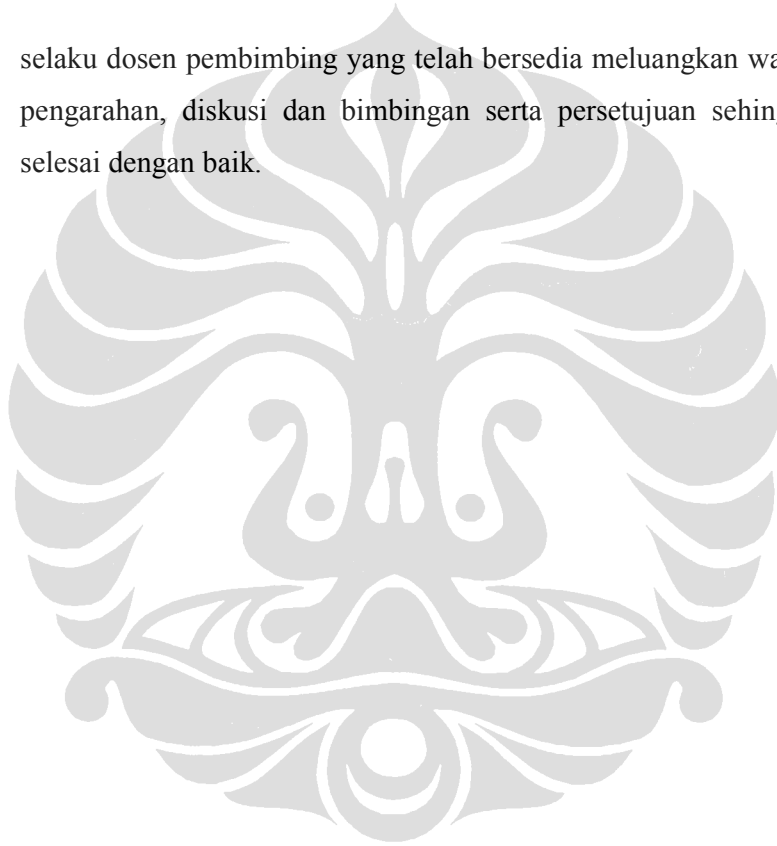 selaku dosen pembimbing yang telah bersedia meluangkan
pengarahan, diskusi dan bimbingan serta persetujuan
selesai dengan baik.